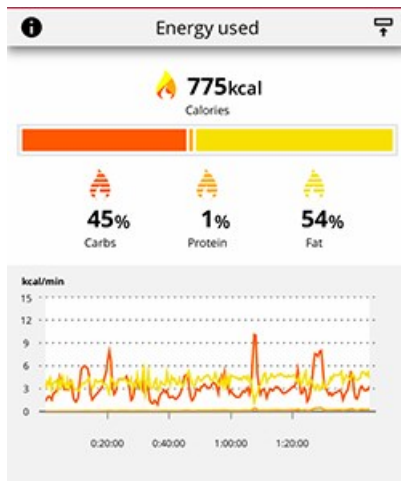 Energy used
775kcal
Calories
45% 1% 54%
Carbs Protein Fat
kcal/min
15
12
9
6
3
0
0:20:00 0:40:00 1:00:00 1:20:00